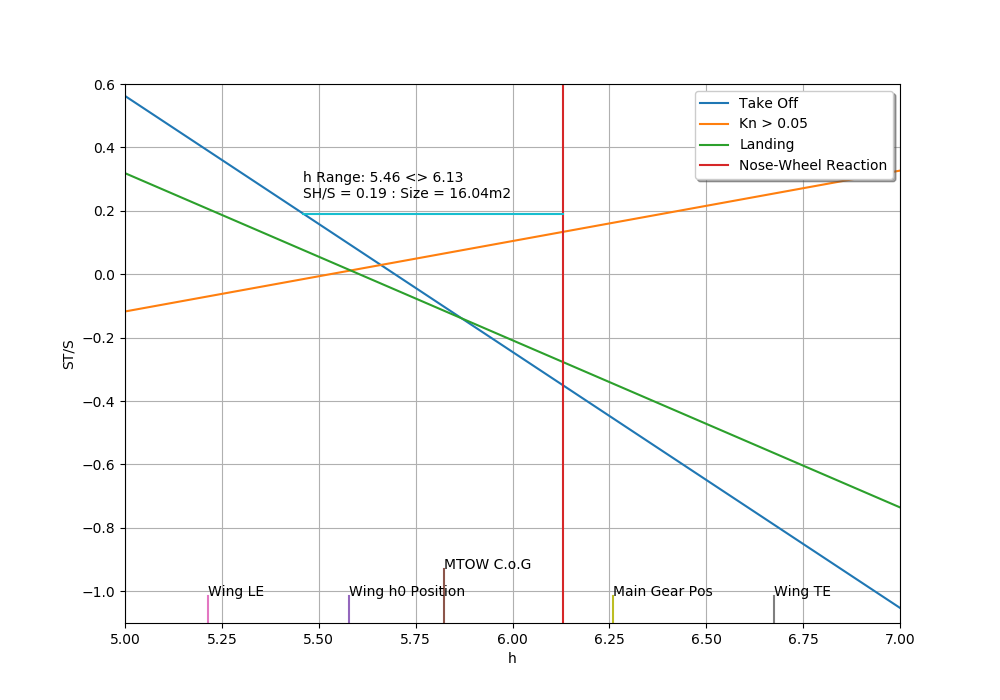 0.6
0.4
0.2
0.0
−0.2
−0.4
−0.6
−0.8
−1.0
ST/S
Take Off
Kn > 0.05
Landing
Nose-Wheel Reaction
h Range: 5.46 <> 6.13
SH/S = 0.19 : Size = 16.04m2
MTOW C.o.G
Wing LE
Wing h0 Position
Main Gear Pos
Wing TE
5.00
5.25
5.50
5.75
6.00
6.25
6.50
6.75
7.00
h